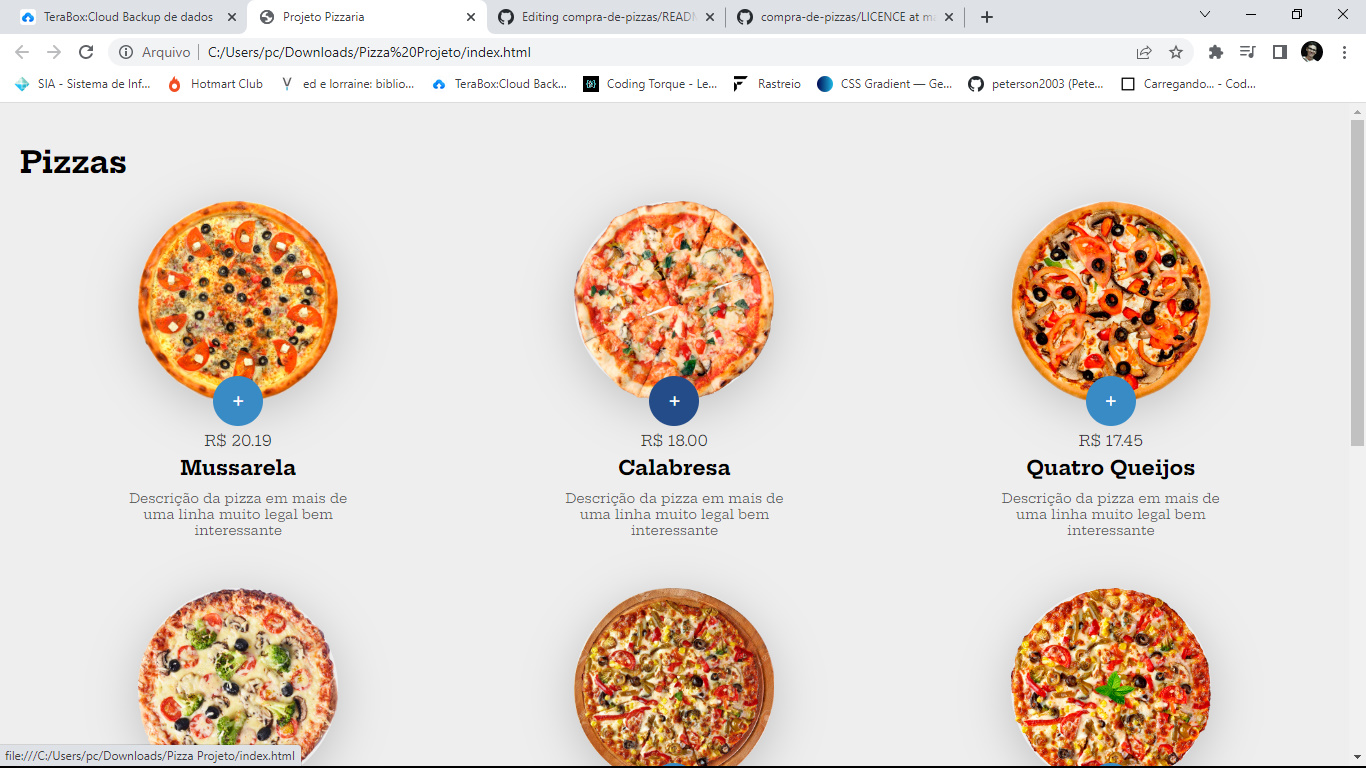 TeraBox:Cloud Backup de dados
Projeto Pizzaria
Editing compra-de-pizzas/READM
compra-de-pizzas/LICENCE at ma
Arquivo
C:/Users/pc/Downloads/Pizza%20Projeto/index.html
SIA - Sistema de Inf...
Hotmart Club
ed e lorraine: biblio...
TeraBox:Cloud Back...
Coding Torque - Le...
Rastreio
CSS Gradient — Ge...
peterson2003 (Pete...
Carregando... - Cod...
Pizzas
+
+
+
R$ 20.19
R$ 18.00
R$ 17.45
Mussarela
Calabresa
Quatro Queijos
Descrição da pizza em mais de
uma linha muito legal bem
interessante
Descrição da pizza em mais de
uma linha muito legal bem
interessante
Descrição da pizza em mais de
uma linha muito legal bem
interessante
file:///C:/Users/pc/Downloads/Pizza Projeto/index.html